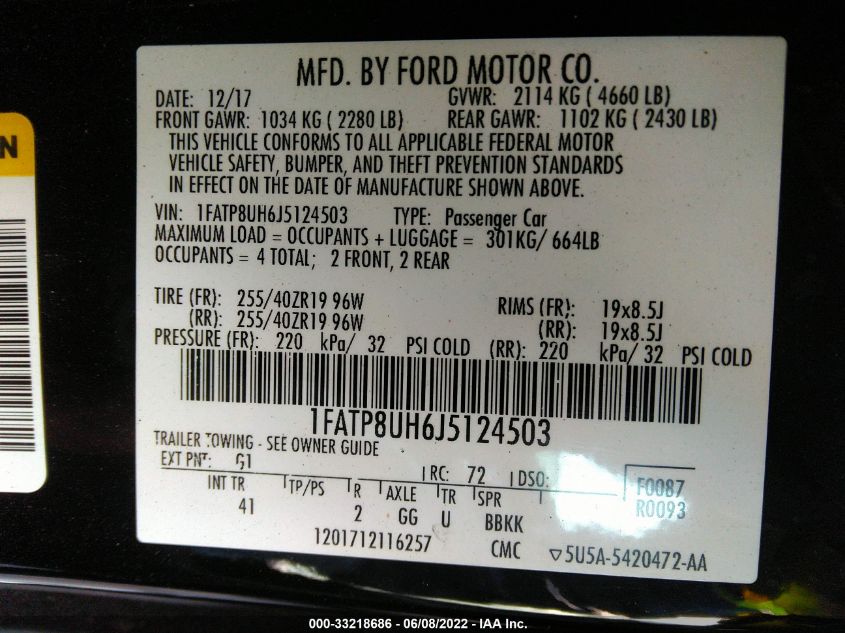 N
MFD. BY FORD MOTOR CO.
DATE: 12/17 GVWR: 2114 KG ( 4660 LB)
FRONT GAWR: 1034 KG ( 2280 LB) REAR GAWR: 1102 KG ( 2430 LB)
THIS VEHICLE CONFORMS TO ALL APPLICABLE FEDERAL MOTOR
VEHICLE SAFETY, BUMPER, AND THEFT PREVENTION STANDARDS
IN EFFECT ON THE DATE OF MANUFACTURE SHOWN ABOVE.
VIN: 1FATP8UH6J5124503 TYPE: Passenger Car
MAXIMUM LOAD = OCCUPANTS + LUGGAGE = 301KG/ 664LB
OCCUPANTS = 4 TOTAL; 2 FRONT, 2 REAR
TIRE (FR): 255/40ZR19 96W RIMS (FR): 19x8.5J
(RR): 255/40ZR19 96W (RR): 19x8.5J
PRESSURE (FR): 220 kPa/ 32 PSI COLD (RR): 220 kPa/ 32 PSI COLD
1FATP8UH6J5124503
TRAILER TOWING - SEE OWNER GUIDE
EXT PNT: G1 RC: 72 DSO: F0087
INT TR TP/PS R AXLE TR SPR R0093
41 2 GG U BBKK
1201712116257 CMC ▽5U5A-5420472-AA
000-33218686 - 06/08/2022 - IAA Inc.